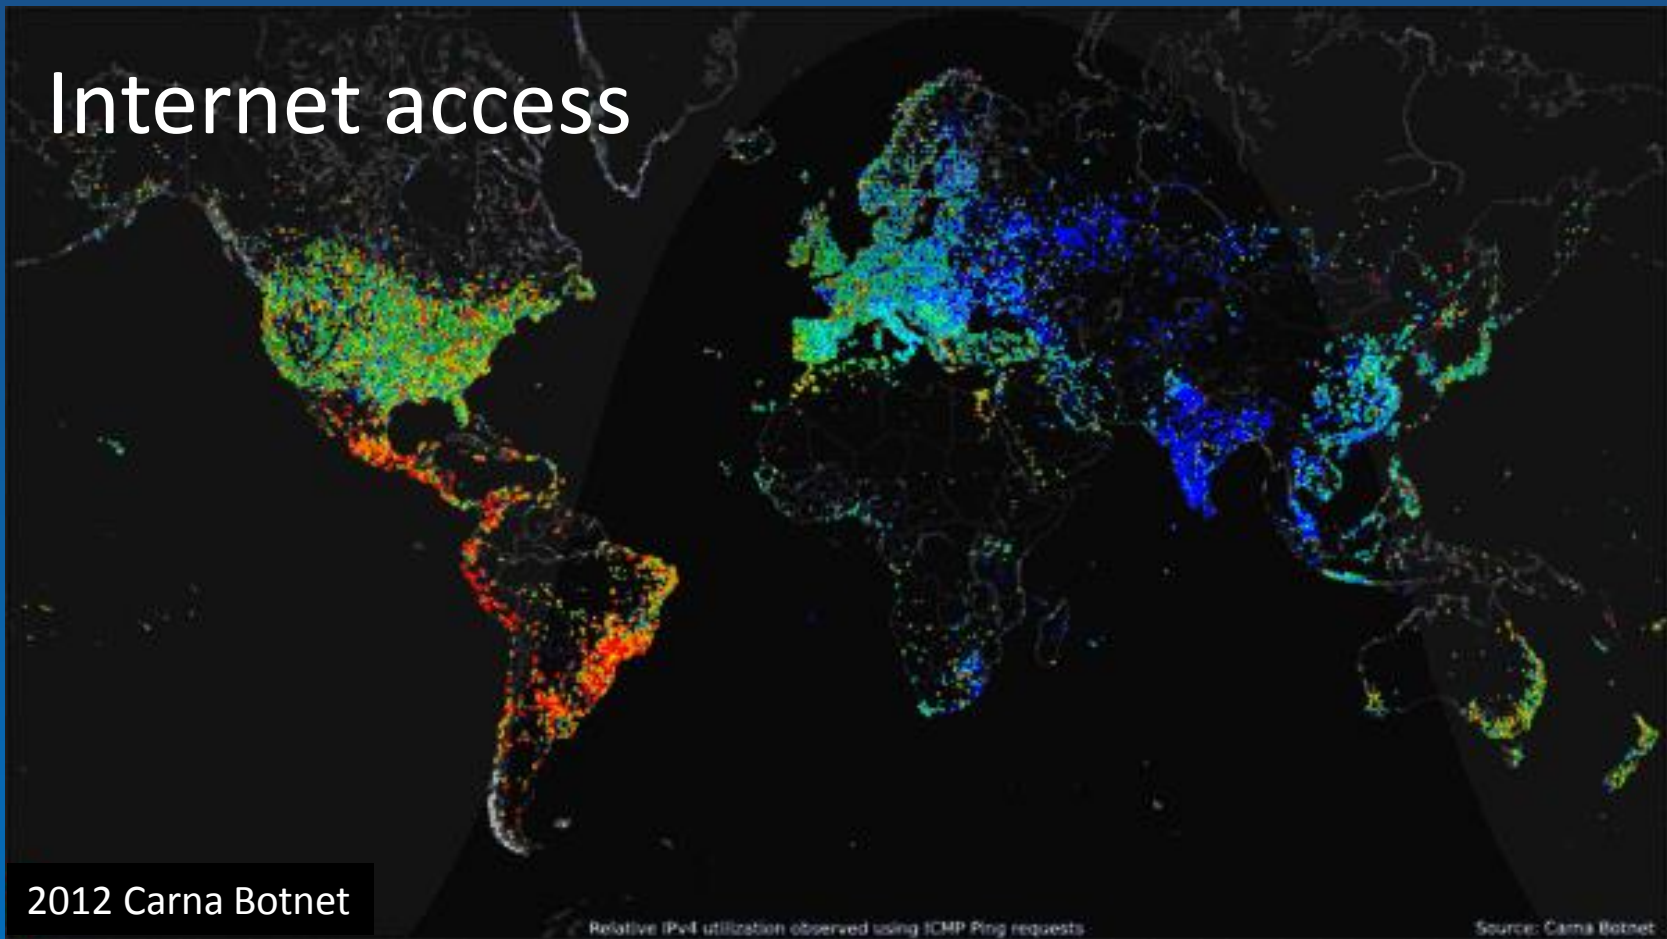 Internet access
2012 Carna Botnet
Relative IPv4 utilization observed using ICMP Ping requests
Source: Carna Botnet